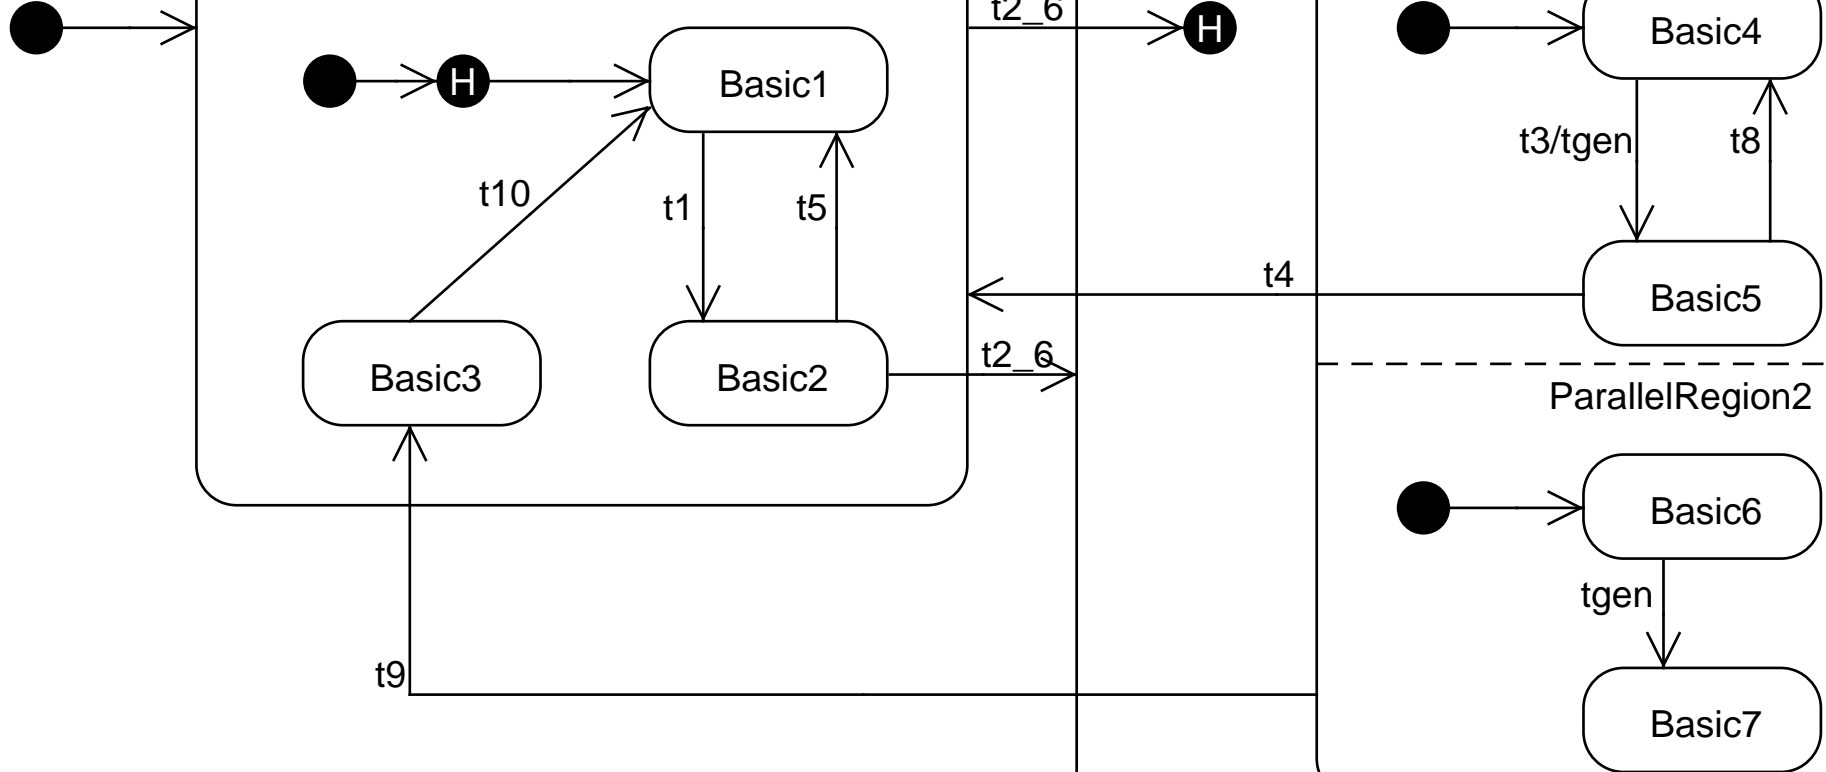 t2_6
H
Basic4
H
Basic1
t3/tgen
t8
t10
t1
t5
t4
Basic5
t2_6
Basic3
Basic2
ParallelRegion2
Basic6
tgen
t9
Basic7